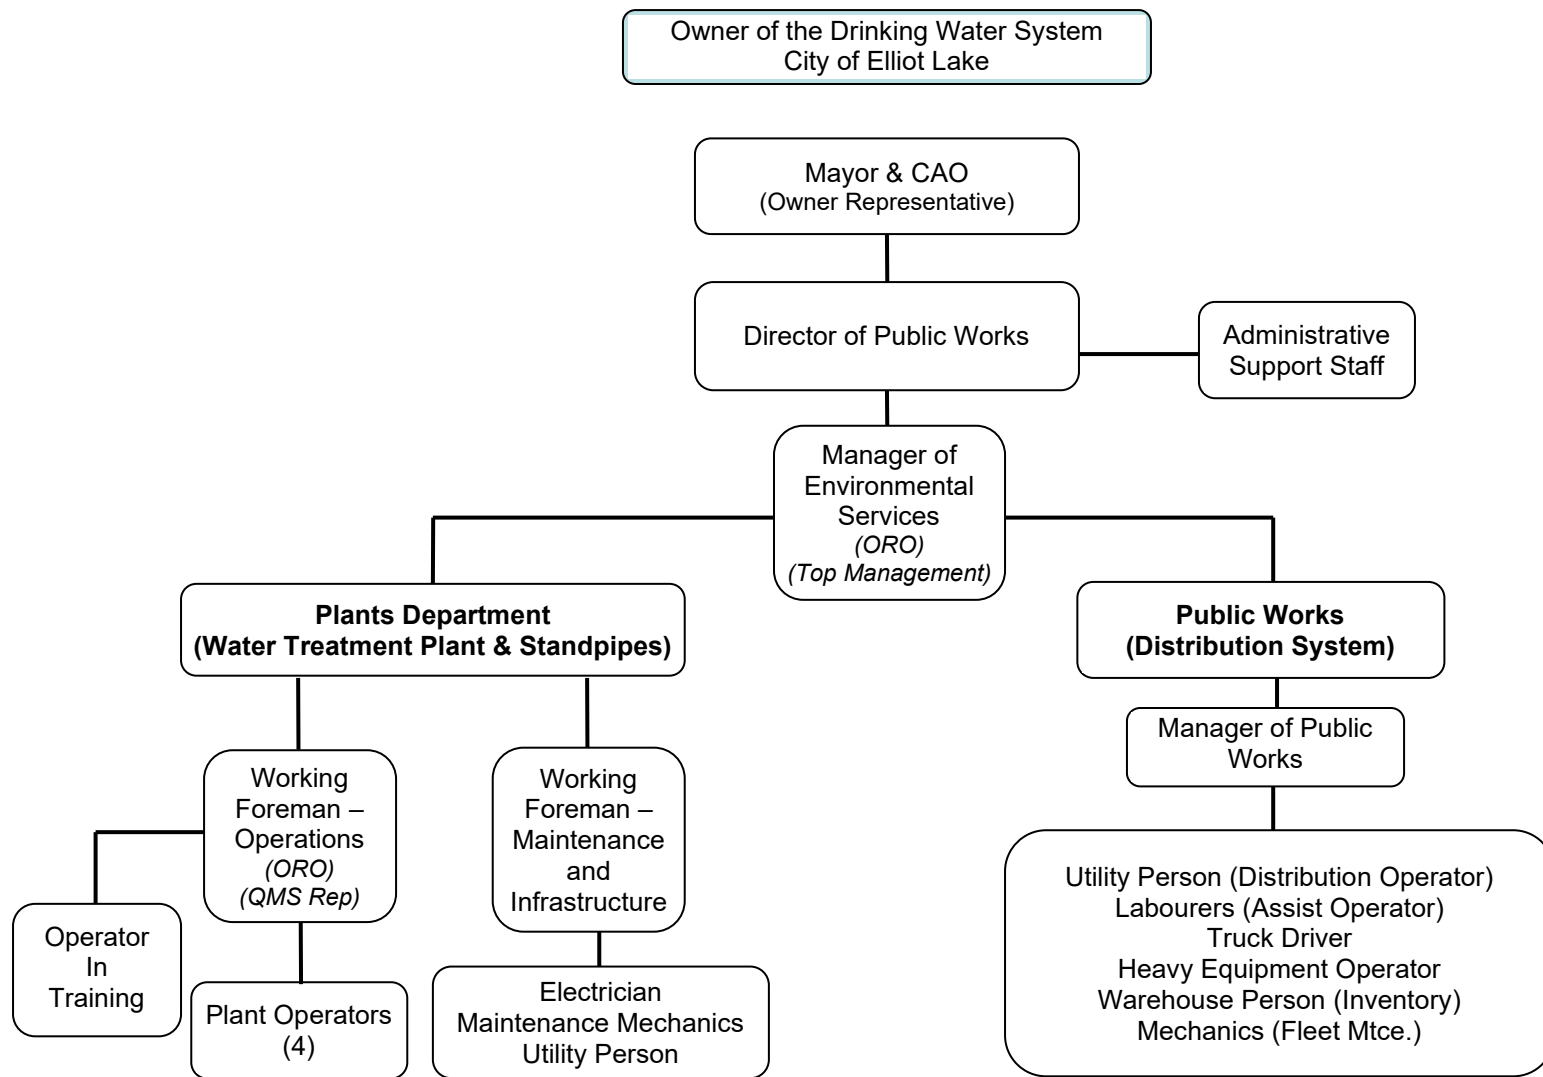 Owner of the Drinking Water System
City of Elliot Lake
Mayor & CAO
(Owner Representative)
Director of Public Works
Administrative
Support Staff
Manager of
Environmental
Services
(ORO)
(Top Management)
Plants Department
(Water Treatment Plant & Standpipes)
Public Works
(Distribution System)
Manager of Public
Works
Working
Foreman –
Operations
(ORO)
(QMS Rep)
Working
Foreman –
Maintenance
and
Infrastructure
Operator
In
Training
Plant Operators
(4)
Electrician
Maintenance Mechanics
Utility Person
Utility Person (Distribution Operator)
Labourers (Assist Operator)
Truck Driver
Heavy Equipment Operator
Warehouse Person (Inventory)
Mechanics (Fleet Mtce.)